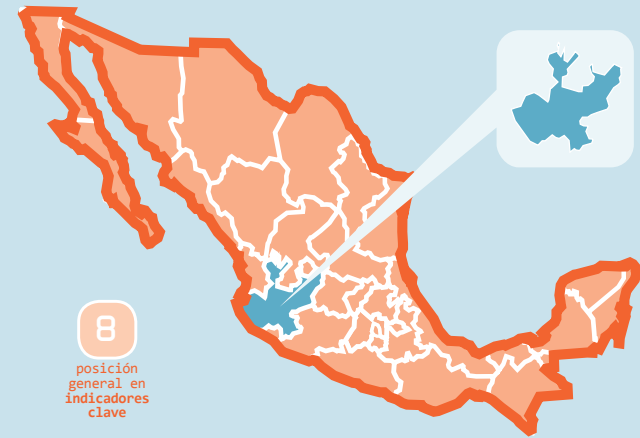 8
posición
general en
indicadores
clave